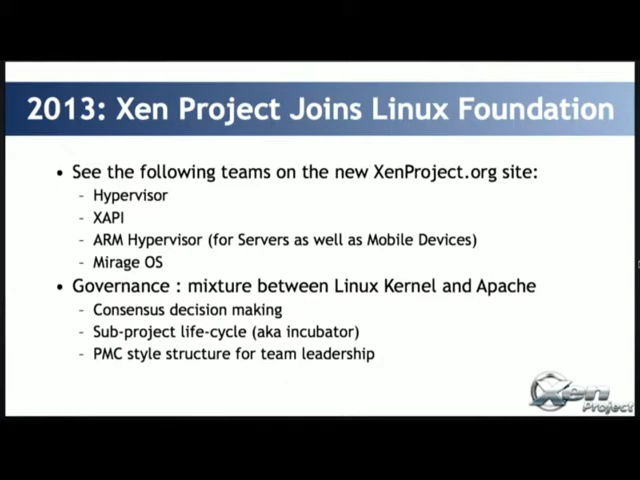 2013: Xen Project Joins Linux Foundation
• See the following teams on the new XenProject.org site:
- Hypervisor
- XAPI
- ARM Hypervisor (for Servers as well as Mobile Devices)
- Mirage OS
• Governance : mixture between Linux Kernel and Apache
- Consensus decision making
- Sub-project life-cycle (aka incubator)
- PMC style structure for team leadership
Xen
Project